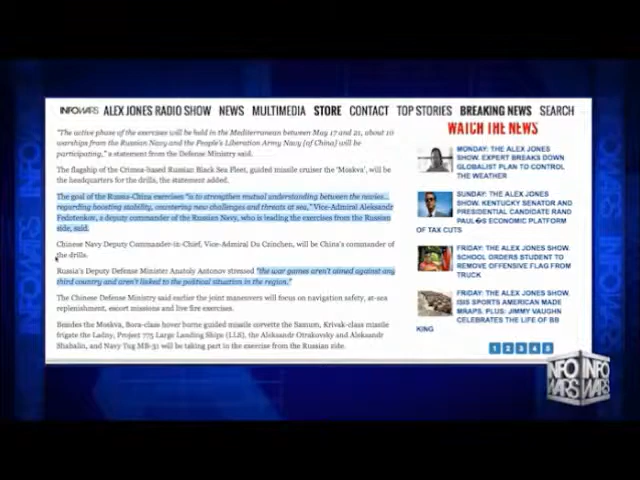 INFOWARS ALEX JONES RADIO SHOW NEWS MULTIMEDIA STORE CONTACT TOP STORIES BREAKING NEWS SEARCH
"The active phase of the exercises will be held in the Mediterranean between May 17 and 21, about 10
warships from the Russian Navy and the People's Liberation Army Navy [of China] will be
participating," a statement from the Defense Ministry said.
The flagship of the Crimea-based Russian Black Sea Fleet, guided missile cruiser the 'Moskva', will be
the headquarters for the drills, the statement added.
The goal of the Russia-China exercises "is to strengthen mutual understanding between the navies...
regarding boosting stability, countering new challenges and threats at sea," Vice-Admiral Aleksandr
Fedotenkov, a deputy commander of the Russian Navy, who is leading the exercises from the Russian
side, said.
Chinese Navy Deputy Commander-in-Chief, Vice-Admiral Du Cainchen, will be China's commander of
the drills.
Russia's Deputy Defense Minister Anatoly Antonov stressed "the war games aren't aimed against any
third country and aren't linked to the political situation in the region."
The Chinese Defense Ministry said earlier the joint maneuvers will focus on navigation safety, at-sea
replenishment, escort missions and live fire exercises.
Besides the Moskva, Bora-class hover borne guided missile corvette the Samum, Krivak-class missile
frigate the Ladny, Project 775 Large Landing Ships (LLS), the Aleksandr Otrakovsky and Aleksandr
Shabalin, and Navy Tug MB-31 will be taking part in the exercise from the Russian side.
WATCH THE NEWS
MONDAY: THE ALEX JONES
SHOW. EXPERT BREAKS DOWN
GLOBALIST PLAN TO CONTROL
THE WEATHER
SUNDAY: THE ALEX JONES
SHOW. KENTUCKY SENATOR AND
PRESIDENTIAL CANDIDATE RAND
PAUL�S ECONOMIC PLATFORM
OF TAX CUTS
FRIDAY: THE ALEX JONES SHOW.
SCHOOL ORDERS STUDENT TO
REMOVE OFFENSIVE FLAG FROM
TRUCK
FRIDAY: THE ALEX JONES SHOW.
ISIS SPORTS AMERICAN MADE
WRAPS. PLUS: JIMMY VAUGHN
CELEBRATES THE LIFE OF BB
KING
1 2 3 4 5
INFO WARS
INFO WARS